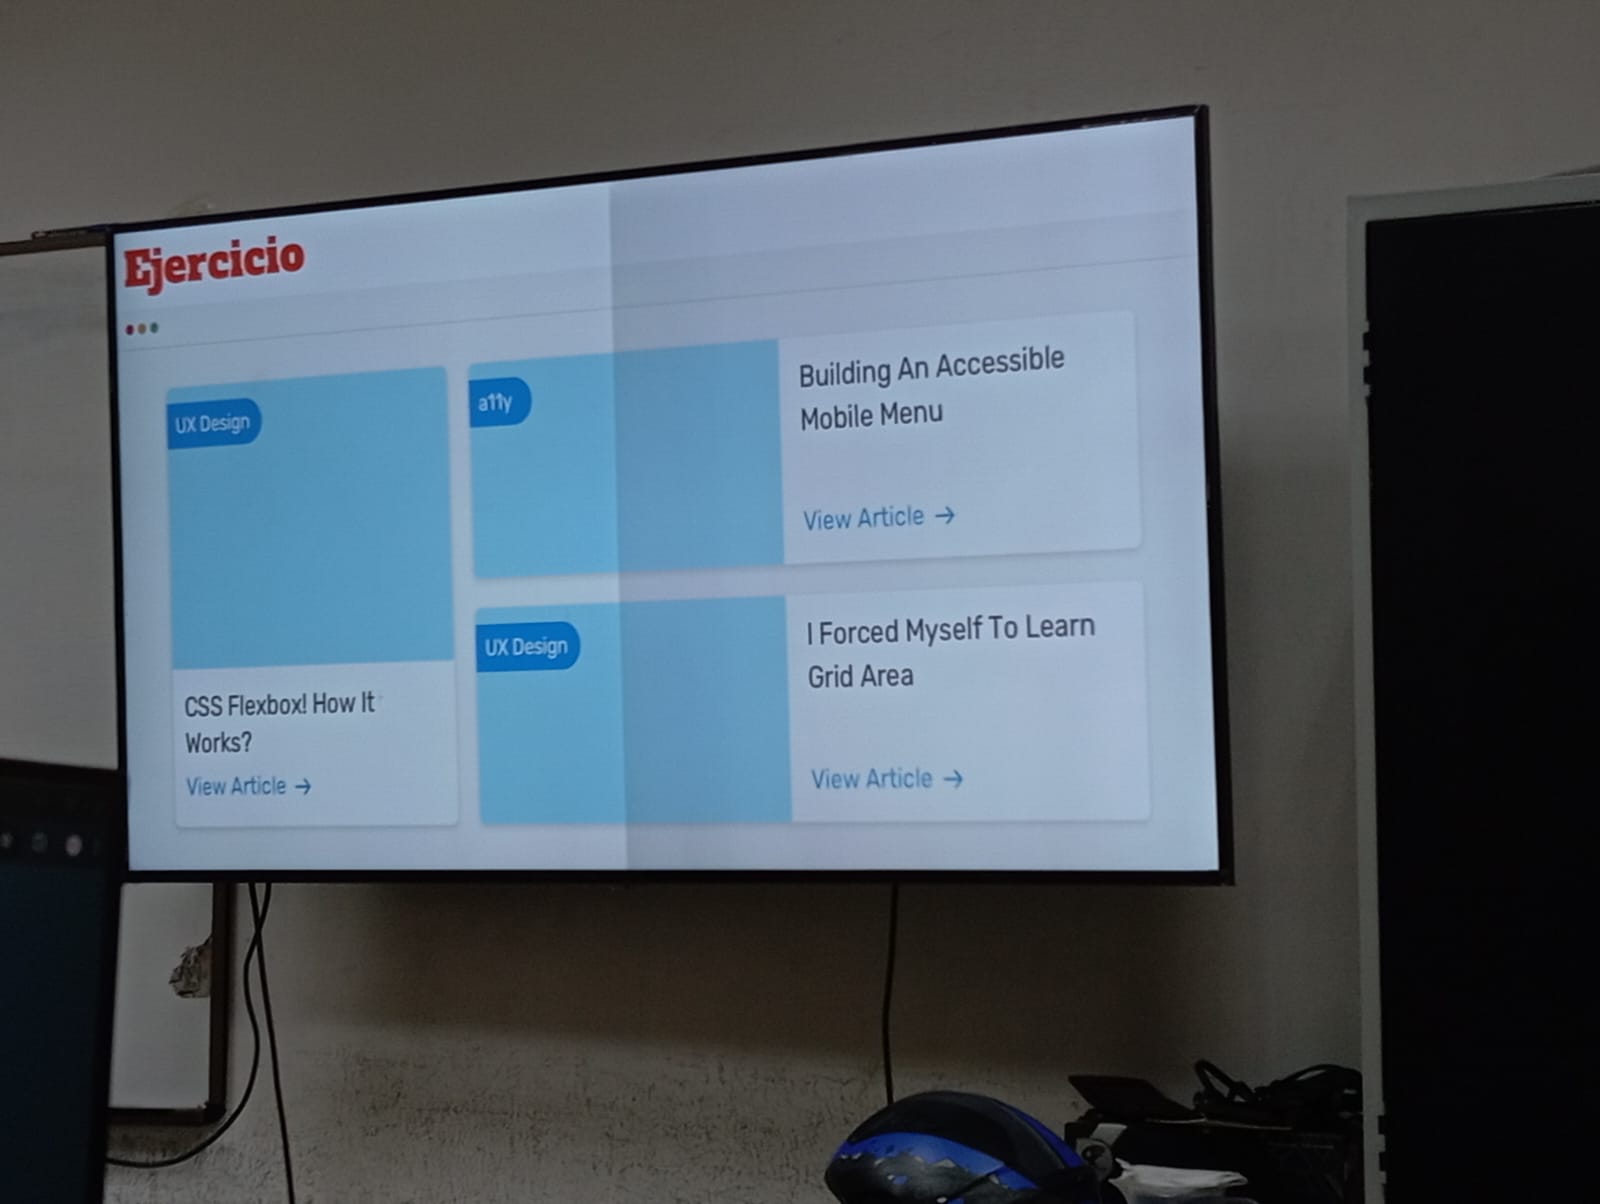 Ejercicio
UX Design
CSS Flexbox! How It
Works?
View Article →
a11y
Building An Accessible
Mobile Menu
View Article →
UX Design
I Forced Myself To Learn
Grid Area
View Article →